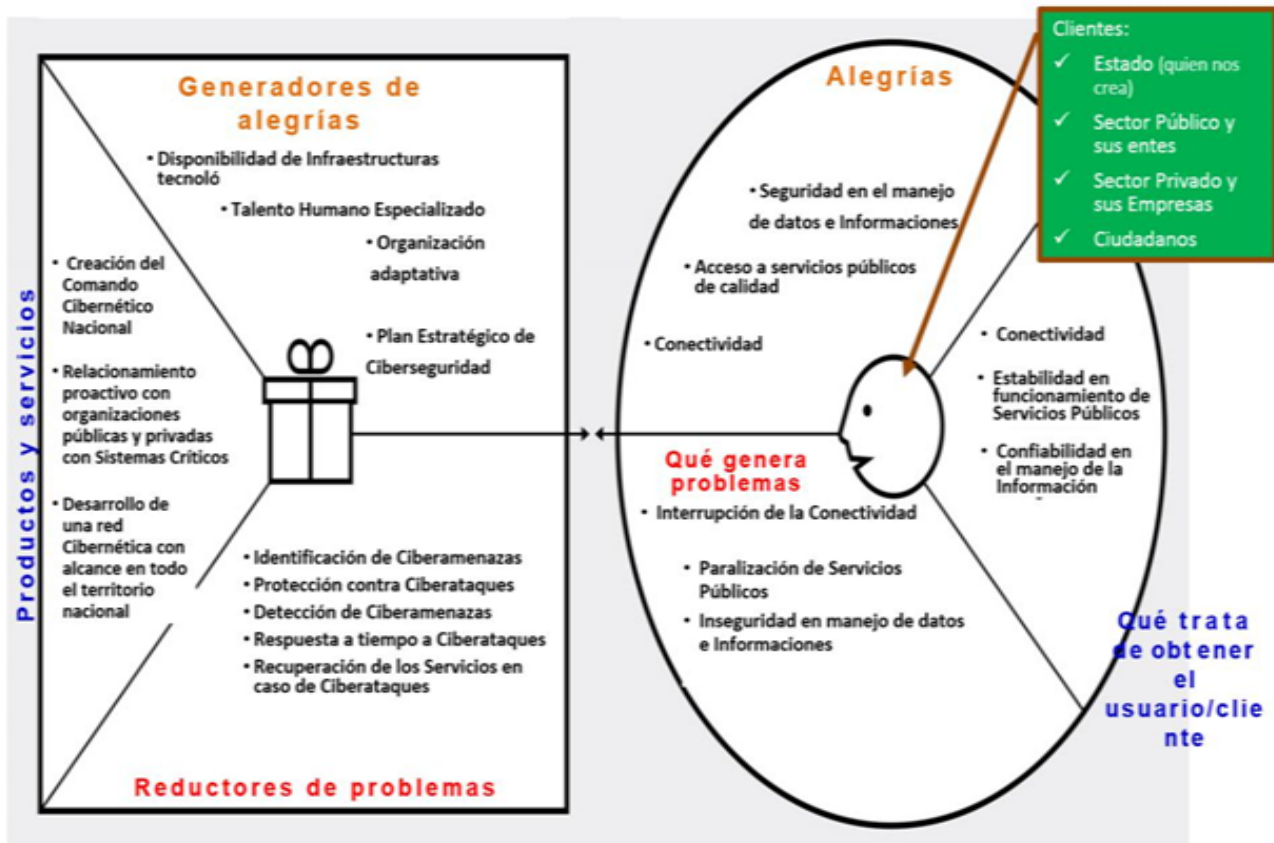 Productos y servicios
Generadores de
alegrías
• Disponibilidad de Infraestructuras
tecnoló
• Talento Humano Especializado
• Organización
adaptativa
• Plan Estratégico de
Ciberseguridad
• Creación del
Comando
Cibernético
Nacional
• Relacionamiento
proactivo con
organizaciones
públicas y privadas
con Sistemas Críticos
• Desarrollo de
una red
Cibernética con
alcance en todo
el territorio
nacional
• Identificación de Ciberamenazas
• Protección contra Ciberataques
• Detección de Ciberamenazas
• Respuesta a tiempo a Ciberataques
• Recuperación de los Servicios en
caso de Ciberataques
Reductores de problemas
Alegrías
• Seguridad en el manejo
de datos e Informaciones
• Acceso a servicios públicos
de calidad
• Conectividad
Qué genera
problemas
• Interrupción de la Conectividad
• Paralización de Servicios
Públicos
• Inseguridad en manejo de datos
e Informaciones
Clientes:
✓ Estado (quien nos
crea)
✓ Sector Público y
sus entes
✓ Sector Privado y
sus Empresas
✓ Ciudadanos
• Conectividad
• Estabilidad en
funcionamiento de
Servicios Públicos
• Confiabilidad en
el manejo de la
Información
Qué trata
de obtener
el
usuario/clie
nte